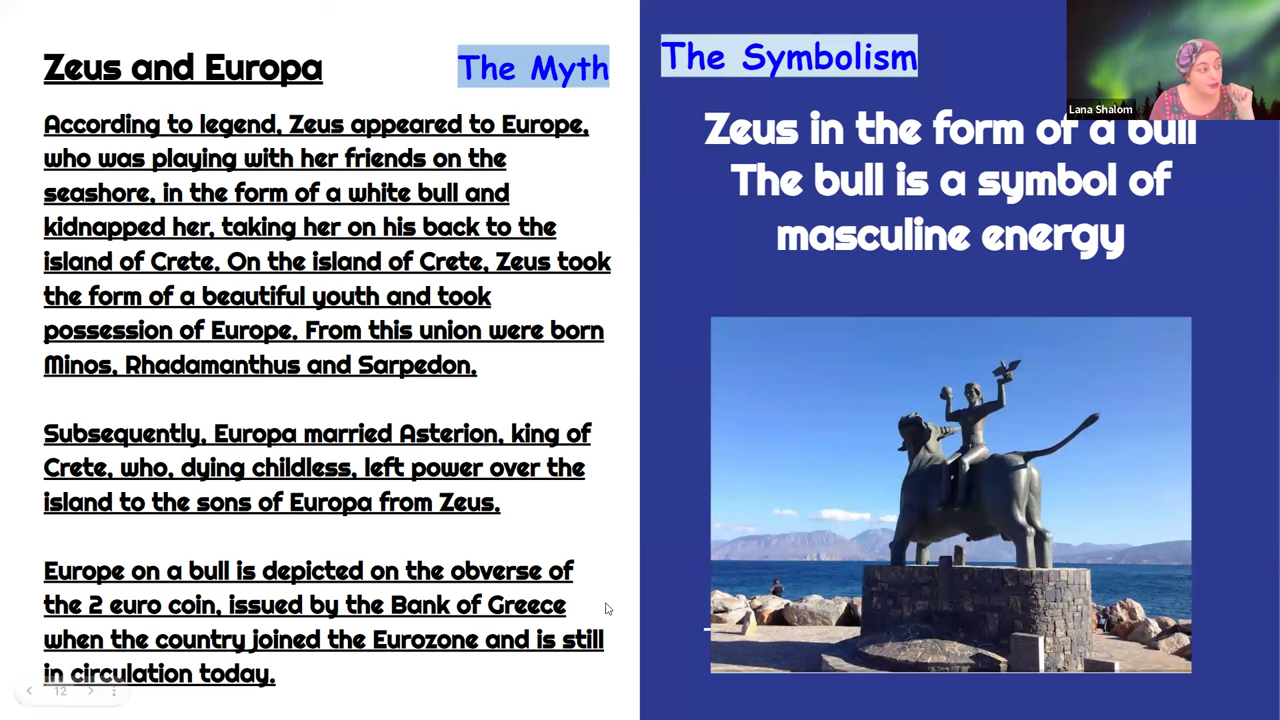 Zeus and Europa
The Myth
According to legend, Zeus appeared to Europe,
who was playing with her friends on the
seashore, in the form of a white bull and
kidnapped her, taking her on his back to the
island of Crete. On the island of Crete, Zeus took
the form of a beautiful youth and took
possession of Europe. From this union were born
Minos, Rhadamanthus and Sarpedon.
Subsequently, Europa married Asterion, king of
Crete, who, dying childless, left power over the
island to the sons of Europa from Zeus.
Europe on a bull is depicted on the obverse of
the 2 euro coin, issued by the Bank of Greece
when the country joined the Eurozone and is still
in circulation today.
12
The Symbolism
Lana Shalom
Zeus in the form of a bull
The bull is a symbol of
masculine energy